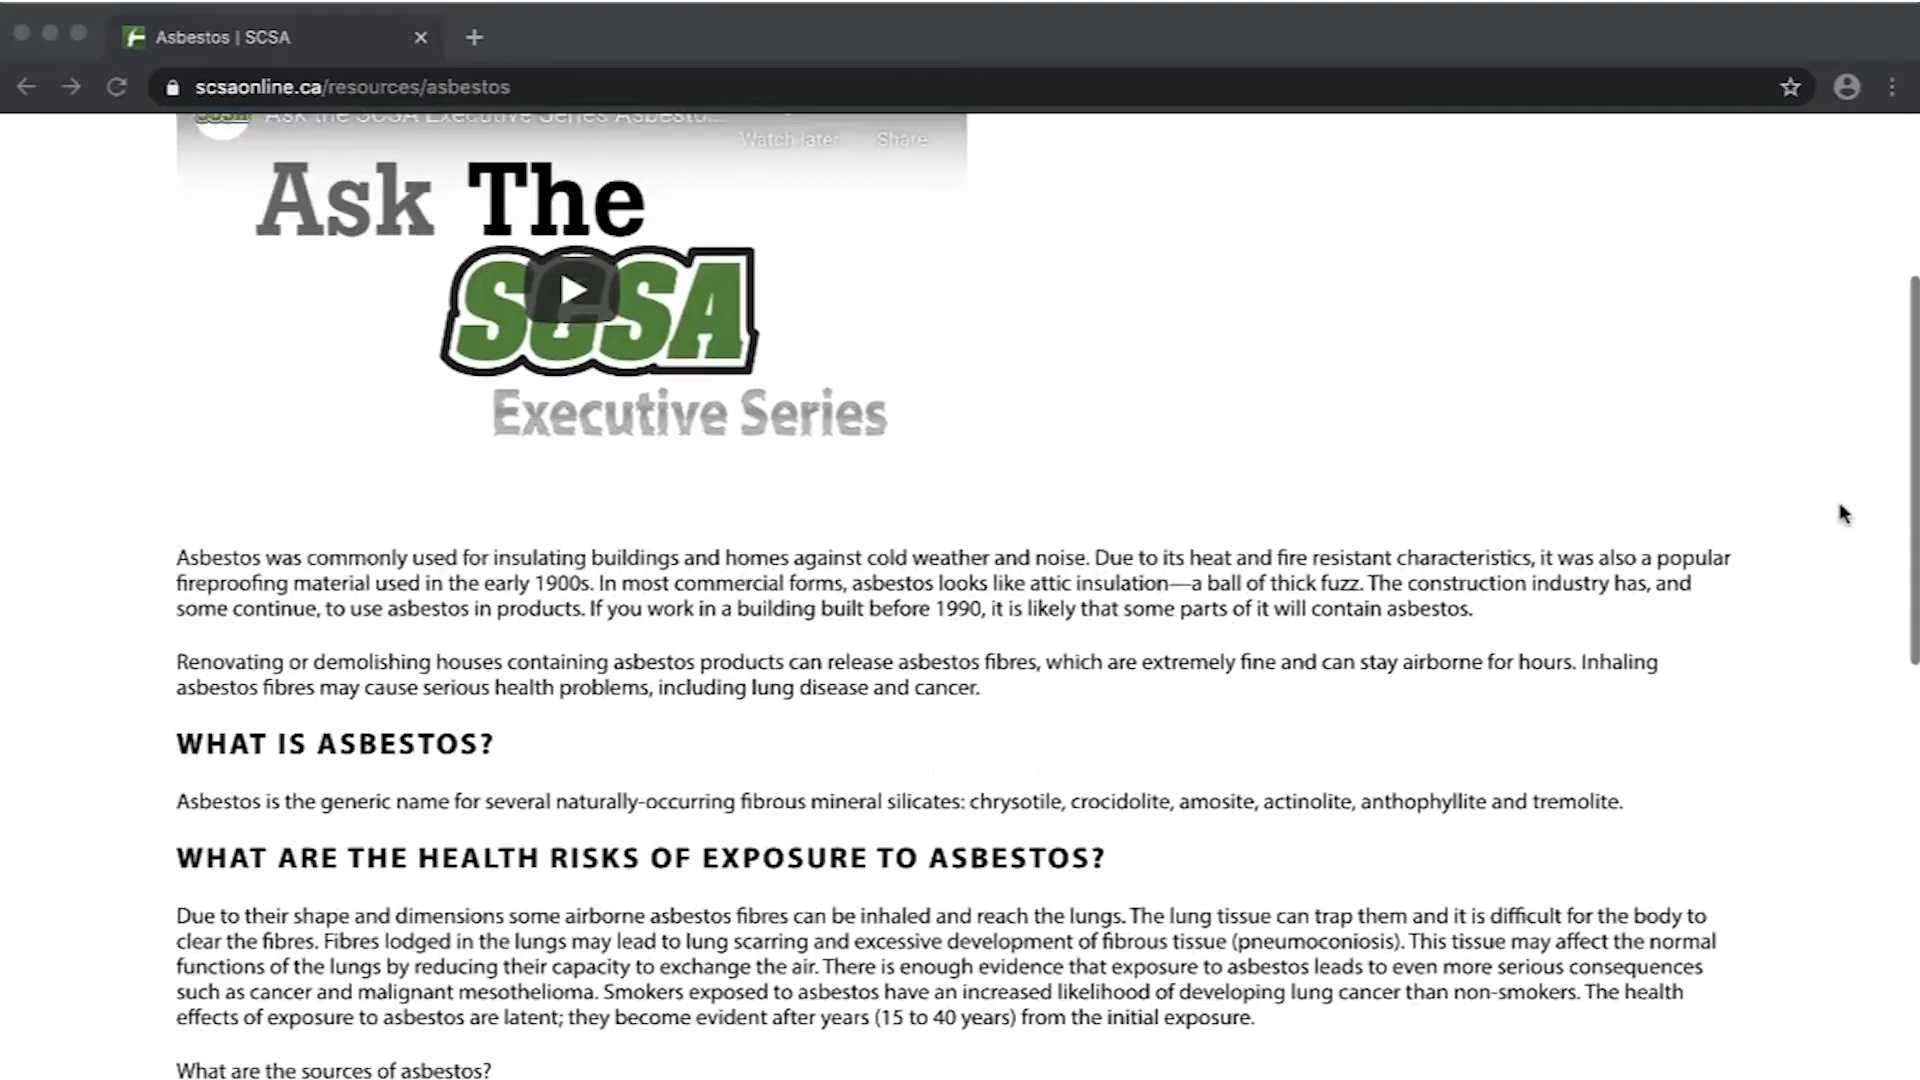 Asbestos | SCSA
scsaonline.ca/resources/asbestos
Ask the SCSA Executive Series Asbesto...
Watch later Share
Ask The
SCSA
Executive Series
Asbestos was commonly used for insulating buildings and homes against cold weather and noise. Due to its heat and fire resistant characteristics, it was also a popular
fireproofing material used in the early 1900s. In most commercial forms, asbestos looks like attic insulation—a ball of thick fuzz. The construction industry has, and
some continue, to use asbestos in products. If you work in a building built before 1990, it is likely that some parts of it will contain asbestos.
Renovating or demolishing houses containing asbestos products can release asbestos fibres, which are extremely fine and can stay airborne for hours. Inhaling
asbestos fibres may cause serious health problems, including lung disease and cancer.
WHAT IS ASBESTOS?
Asbestos is the generic name for several naturally-occurring fibrous mineral silicates: chrysotile, crocidolite, amosite, actinolite, anthophyllite and tremolite.
WHAT ARE THE HEALTH RISKS OF EXPOSURE TO ASBESTOS?
Due to their shape and dimensions some airborne asbestos fibres can be inhaled and reach the lungs. The lung tissue can trap them and it is difficult for the body to
clear the fibres. Fibres lodged in the lungs may lead to lung scarring and excessive development of fibrous tissue (pneumoconiosis). This tissue may affect the normal
functions of the lungs by reducing their capacity to exchange the air. There is enough evidence that exposure to asbestos leads to even more serious consequences
such as cancer and malignant mesothelioma. Smokers exposed to asbestos have an increased likelihood of developing lung cancer than non-smokers. The health
effects of exposure to asbestos are latent; they become evident after years (15 to 40 years) from the initial exposure.
What are the sources of asbestos?